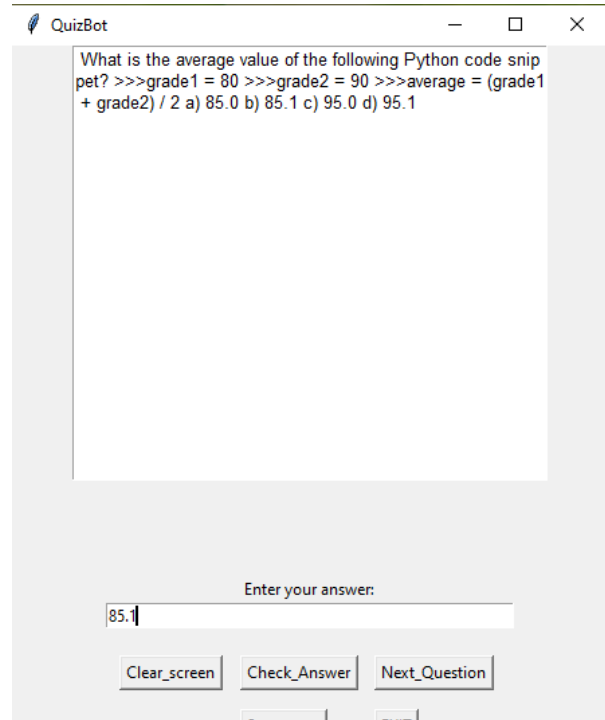 QuizBot
What is the average value of the following Python code snip
pet? >>>grade1 = 80 >>>grade2 = 90 >>>average = (grade1
+ grade2) / 2 a) 85.0 b) 85.1 c) 95.0 d) 95.1
Enter your answer:
85.1
Clear_screen Check_Answer Next_Question